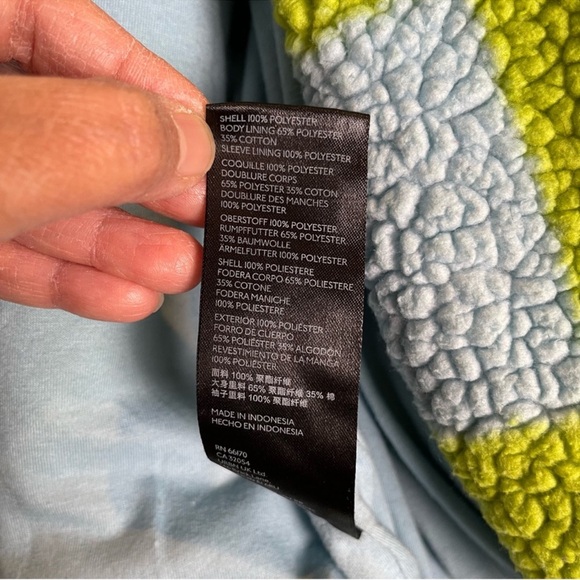 SHELL 100% POLYESTER
BODY LINING 65% POLYESTER
35% COTTON
SLEEVE LINING 100% POLYESTER
COQUILLE 100% POLYESTER
DOUBLURE CORPS
65% POLYESTER 35% COTON
DOUBLURE DES MANCHES
100% POLYESTER
OBERSTOFF 100% POLYESTER
RUMPFFUTTER 65% POLYESTER
35% BAUMWOLLE
ÄRMELFUTTER 100% POLYESTER
SHELL 100% POLIESTERE
FODERA CORPO 65% POLIESTERE
35% COTONE
FODERA MANICHE
100% POLIESTERE
EXTERIOR 100% POLIÉSTER
FORRO DE CUERPO
65% POLIÉSTER 35% ALGODÓN
REVESTIMIENTO DE LA MANGA
100% POLIÉSTER
面料 100% 聚酯纤维
大身里料 65% 聚酯纤维 35% 棉
袖子里料 100% 聚酯纤维
MADE IN INDONESIA
HECHO EN INDONESIA
RN 66170
CA 32054
URBN UK Ltd